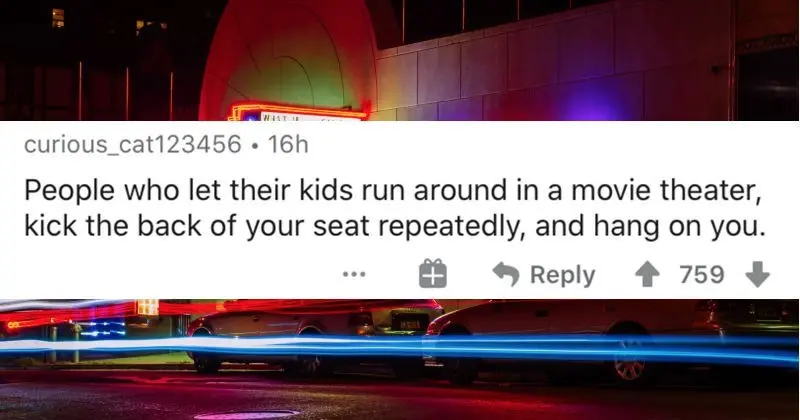 curious_cat123456 • 16h
People who let their kids run around in a movie theater,
kick the back of your seat repeatedly, and hang on you.
... Reply 759